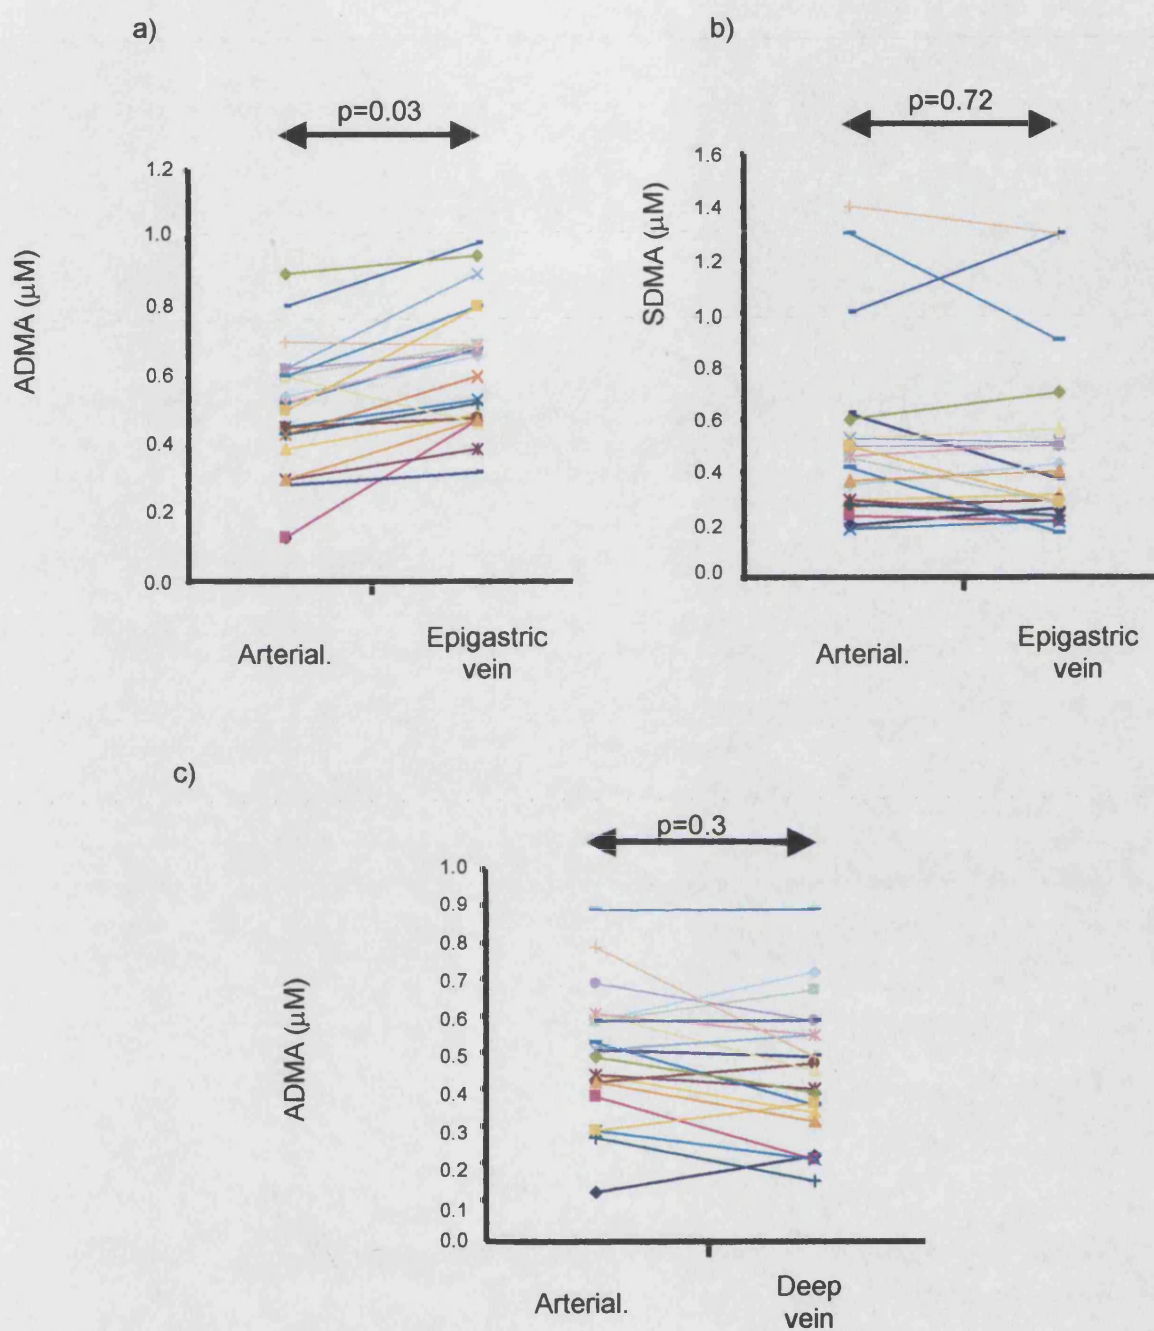 a)
p=0.03
ADMA (μM)
1.2
1.0
0.8
0.6
0.4
0.2
0.0
Arterial.
Epigastric
vein
b)
p=0.72
SDMA (μM)
1.6
1.4
1.2
1.0
0.8
0.6
0.4
0.2
0.0
Arterial.
Epigastric
vein
c)
p=0.3
ADMA (μM)
1.0
0.9
0.8
0.7
0.6
0.5
0.4
0.3
0.2
0.1
0.0
Arterial.
Deep
vein